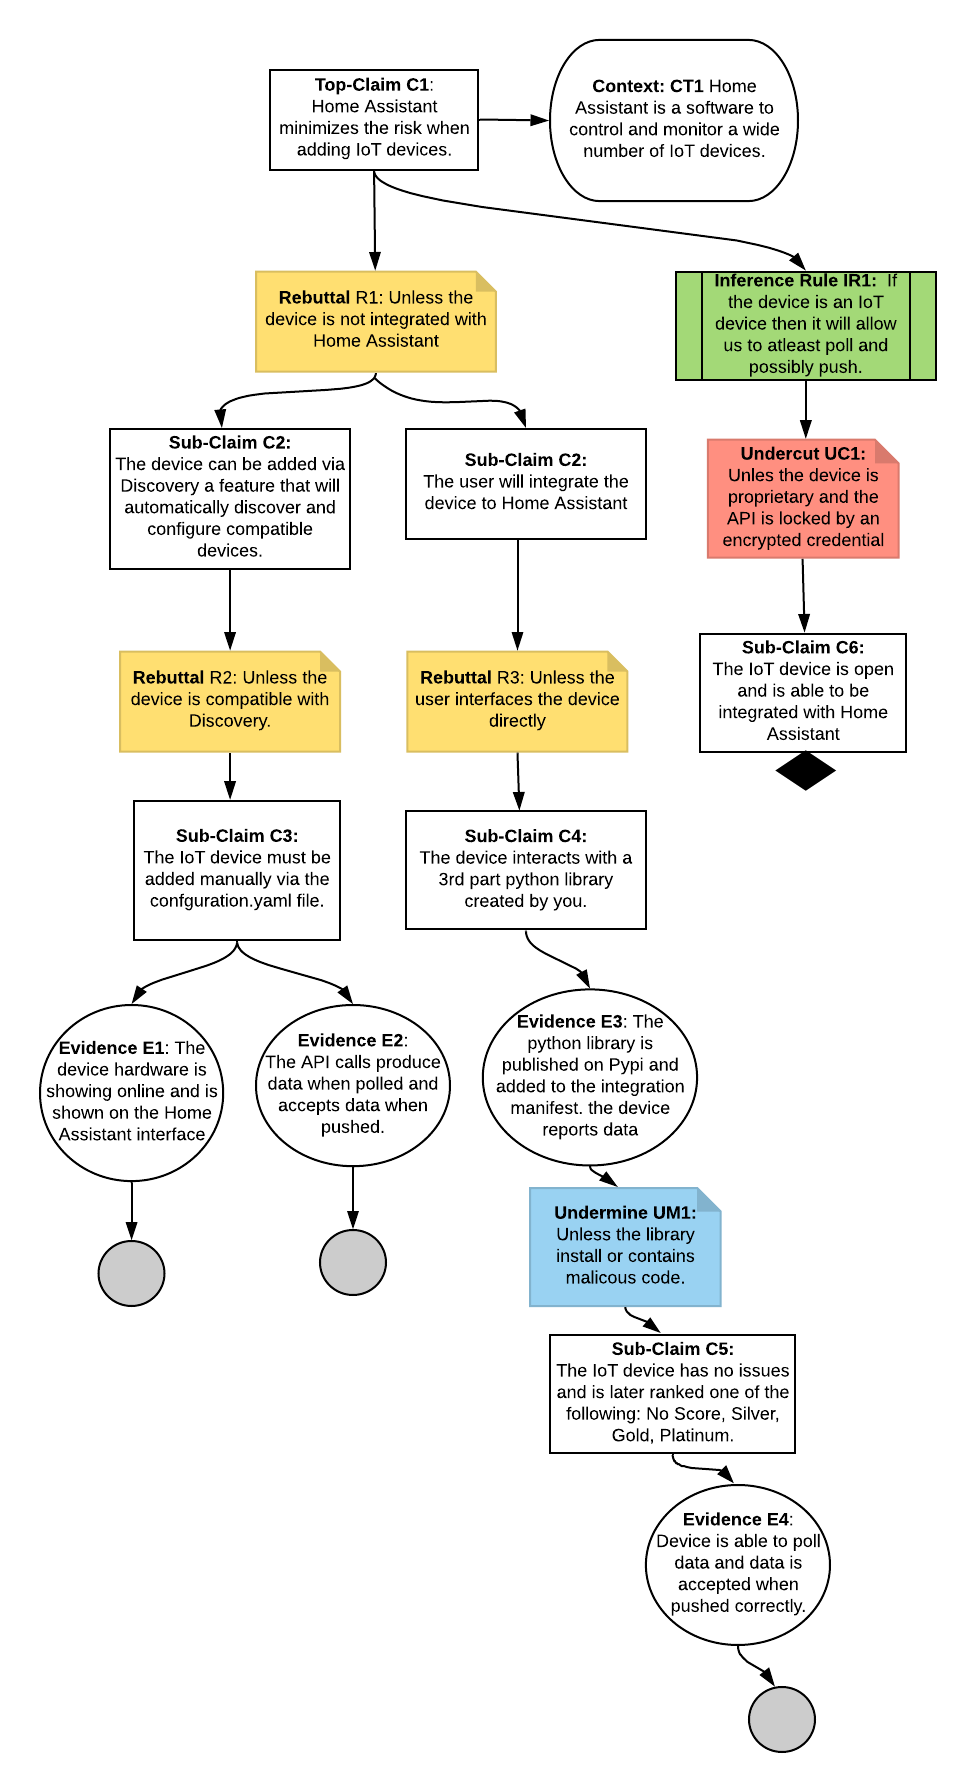 Top-Claim C1:
Home Assistant
minimizes the risk when
adding IoT devices.
Context: CT1 Home
Assistant is a software to
control and monitor a wide
number of IoT devices.
Rebuttal R1: Unless the
device is not integrated with
Home Assistant
Inference Rule IR1: If
the device is an IoT
device then it will allow
us to atleast poll and
possibly push.
Sub-Claim C2:
The device can be added via
Discovery a feature that will
automatically discover and
configure compatible
devices.
Sub-Claim C2:
The user will integrate the
device to Home Assistant
Undercut UC1:
Unles the device is
proprietary and the
API is locked by an
encrypted credential
Rebuttal R2: Unless the
device is compatible with
Discovery.
Rebuttal R3: Unless the
user interfaces the device
directly
Sub-Claim C6:
The IoT device is open
and is able to be
integrated with Home
Assistant
Sub-Claim C3:
The IoT device must be
added manually via the
confguration.yaml file.
Sub-Claim C4:
The device interacts with a
3rd part python library
created by you.
Evidence E1: The
device hardware is
showing online and is
shown on the Home
Assistant interface
Evidence E2:
The API calls produce
data when polled and
accepts data when
pushed.
Evidence E3: The
python library is
published on Pypi and
added to the integration
manifest. the device
reports data
Undermine UM1:
Unless the library
install or contains
malicous code.
Sub-Claim C5:
The IoT device has no issues
and is later ranked one of the
following: No Score, Silver,
Gold, Platinum.
Evidence E4:
Device is able to poll
data and data is
accepted when
pushed correctly.